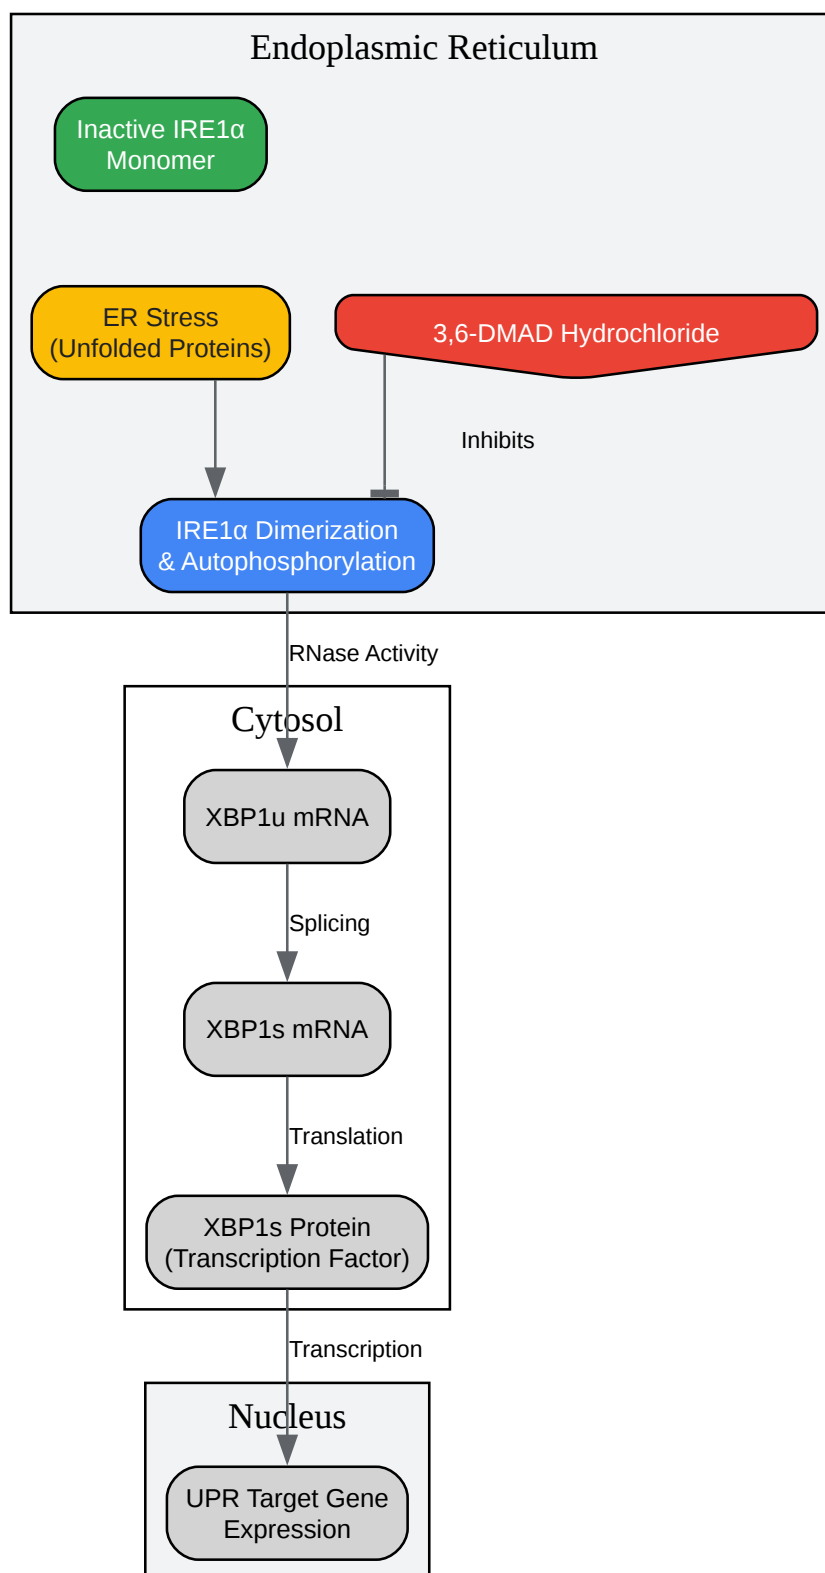 Endoplasmic Reticulum
Inactive IRE1α
Monomer
ER Stress
(Unfolded Proteins)
3,6-DMAD Hydrochloride
Inhibits
IRE1α Dimerization
& Autophosphorylation
RNase Activity
Cytosol
XBP1u mRNA
Splicing
XBP1s mRNA
Translation
XBP1s Protein
(Transcription Factor)
Transcription
Nucleus
UPR Target Gene
Expression